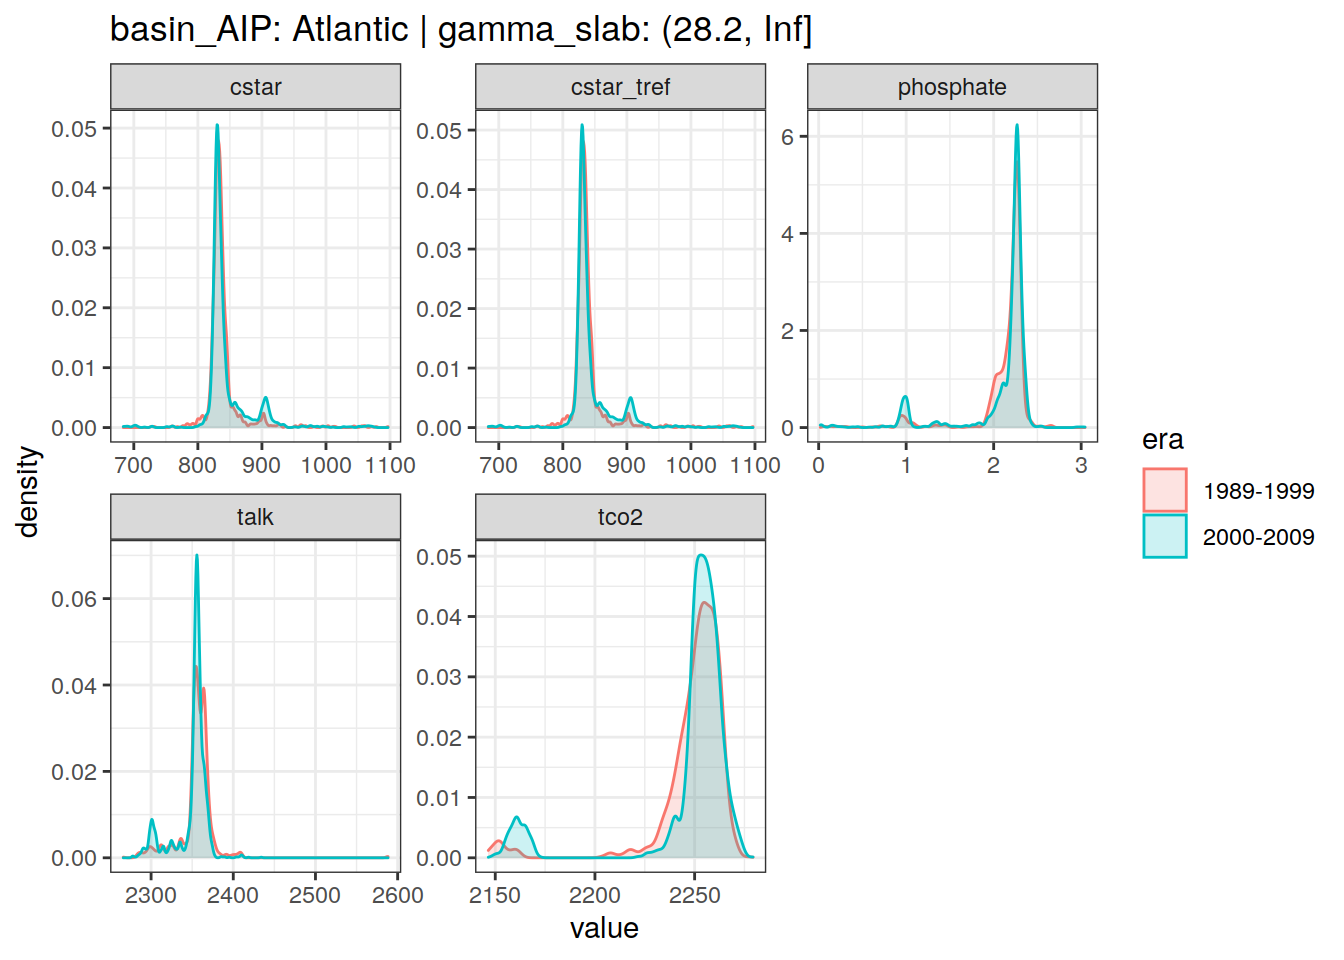 basin_AIP: Atlantic | gamma_slab: (28.2, Inf]
cstar
cstar_tref
phosphate
0.05
0.04
0.03
0.02
0.01
0.00
700 800 900 1000 1100
0.05
0.04
0.03
0.02
0.01
0.00
700 800 900 1000 1100
6
4
2
0
0 1 2 3
density
talk
tco2
0.06
0.04
0.02
0.00
2300 2400 2500 2600
0.05
0.04
0.03
0.02
0.01
0.00
2150 2200 2250
value
era
1989-1999
2000-2009